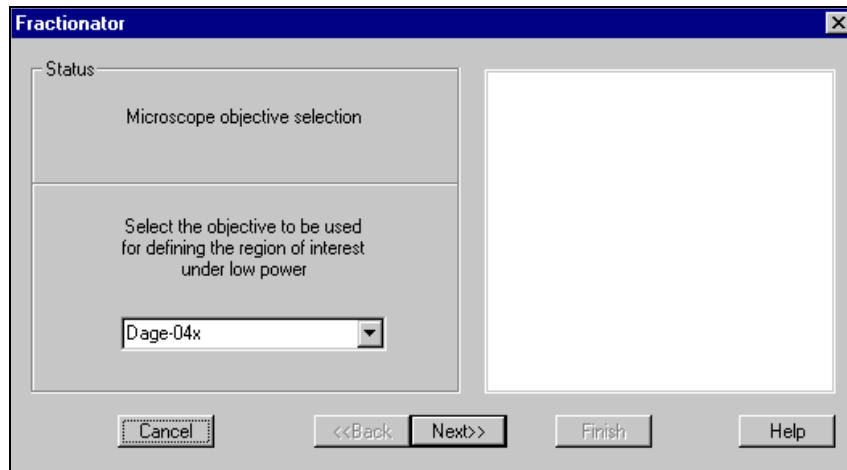 Fractionator
Status
Microscope objective selection
Select the objective to be used
for defining the region of interest
under low power
Dage-04x
Cancel
<<Back
Next>>
Finish
Help